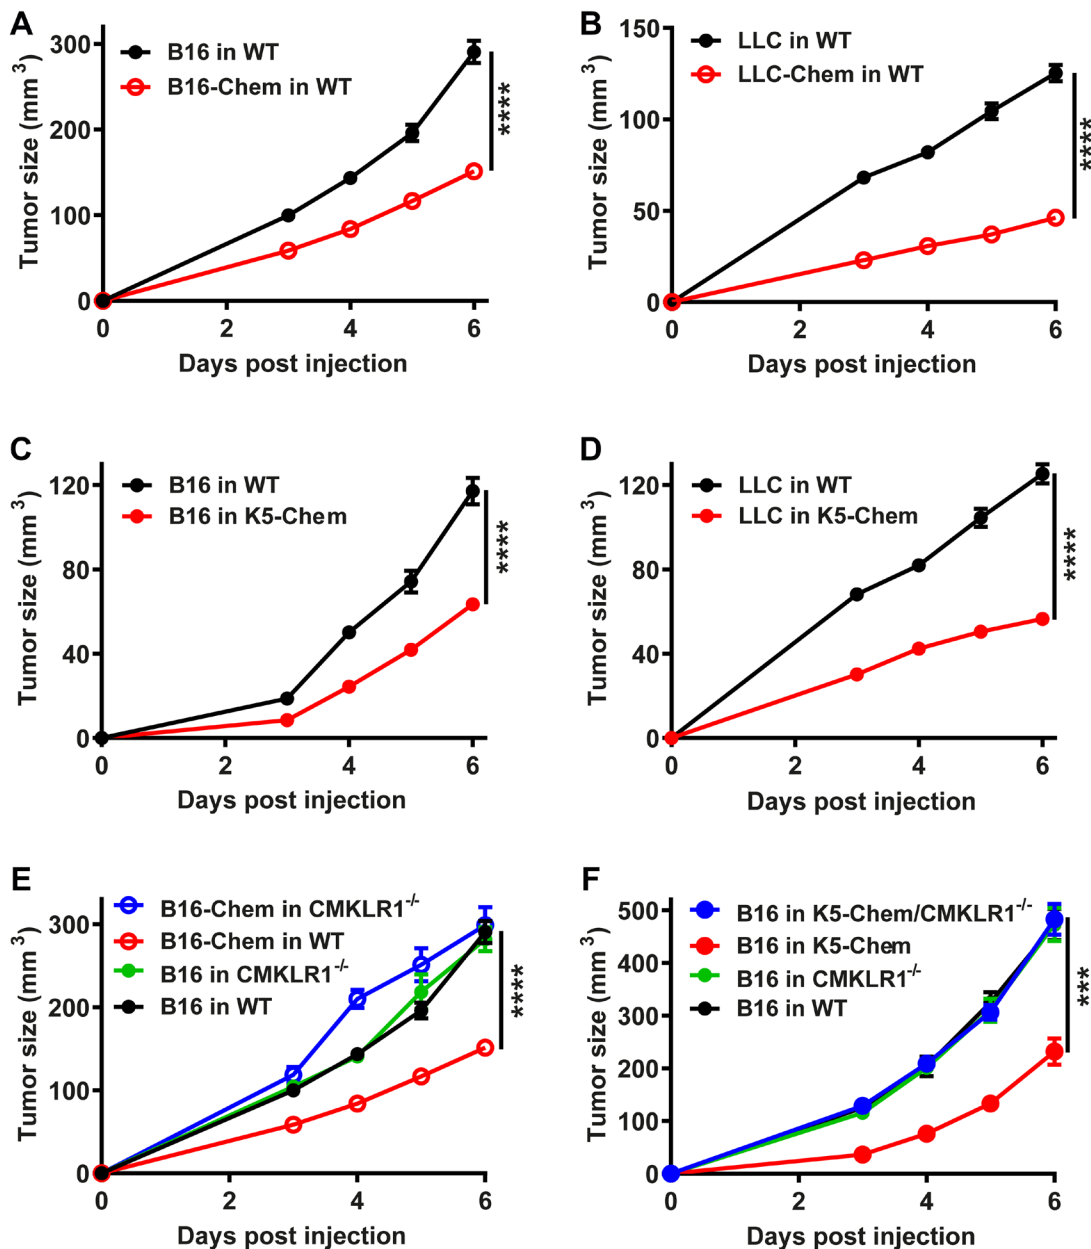 A
B16 in WT
B16-Chem in WT
Tumor size (mm³)
300
200
100
0
0 2 4 6
Days post injection
****
B
LLC in WT
LLC-Chem in WT
Tumor size (mm³)
150
100
50
0
0 2 4 6
Days post injection
****
C
B16 in WT
B16 in K5-Chem
Tumor size (mm³)
120
80
40
0
0 2 4 6
Days post injection
****
D
LLC in WT
LLC in K5-Chem
Tumor size (mm³)
120
80
40
0
0 2 4 6
Days post injection
****
E
B16-Chem in CMKLR1⁻/⁻
B16-Chem in WT
B16 in CMKLR1⁻/⁻
B16 in WT
Tumor size (mm³)
300
200
100
0
0 2 4 6
Days post injection
****
F
B16 in K5-Chem/CMKLR1⁻/⁻
B16 in K5-Chem
B16 in CMKLR1⁻/⁻
B16 in WT
Tumor size (mm³)
500
400
300
200
100
0
0 2 4 6
Days post injection
***